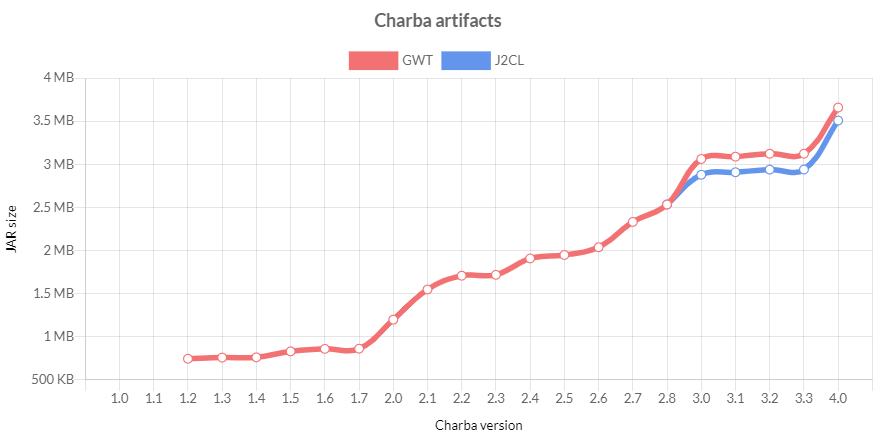 Charba artifacts
GWT J2CL
4 MB
3.5 MB
3 MB
2.5 MB
2 MB
1.5 MB
1 MB
500 KB
JAR size
1.0 1.1 1.2 1.3 1.4 1.5 1.6 1.7 2.0 2.1 2.2 2.3 2.4 2.5 2.6 2.7 2.8 3.0 3.1 3.2 3.3 4.0
Charba version